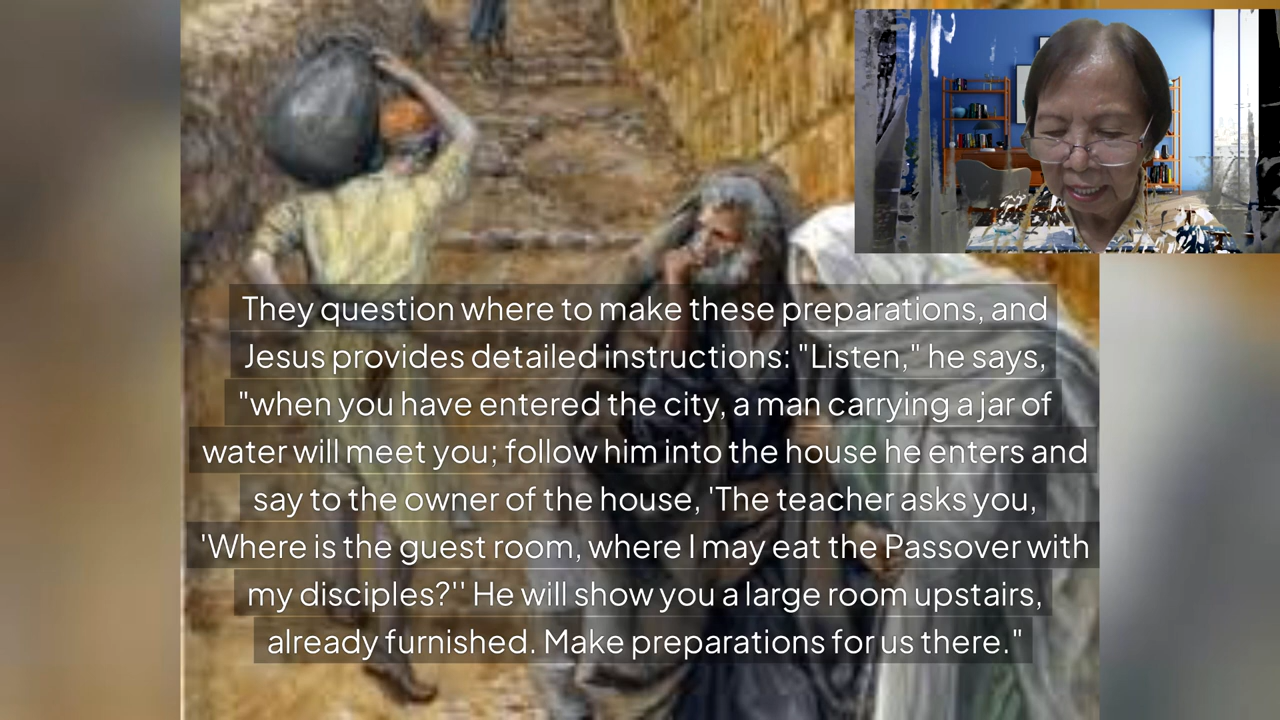 They question where to make these preparations, and
Jesus provides detailed instructions: "Listen," he says,
"when you have entered the city, a man carrying a jar of
water will meet you; follow him into the house he enters and
say to the owner of the house, 'The teacher asks you,
'Where is the guest room, where I may eat the Passover with
my disciples?'' He will show you a large room upstairs,
already furnished. Make preparations for us there."